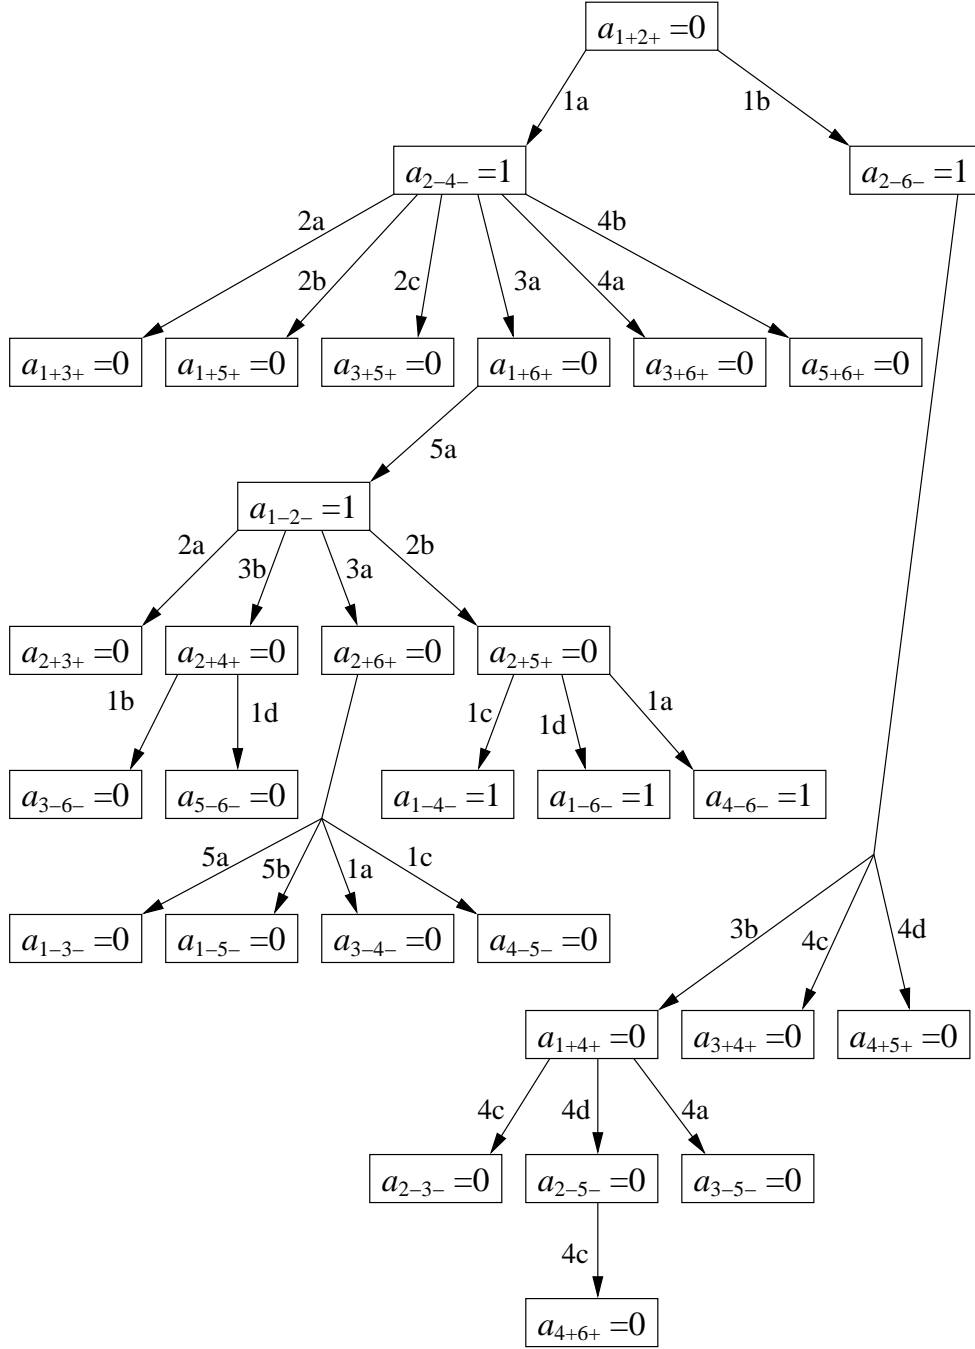 a1+2+ =0
1a 1b
a2−4− =1 a2−6− =1
2a 4b
2b 2c 3a 4a
a1+3+ =0 a1+5+ =0 a3+5+ =0 a1+6+ =0 a3+6+ =0 a5+6+ =0
5a
a1−2− =1
2a 3b 3a 2b
a2+3+ =0 a2+4+ =0 a2+6+ =0 a2+5+ =0
1b 1d 1c 1d 1a
a3−6− =0 a5−6− =0 a1−4− =1 a1−6− =1 a4−6− =1
5a 5b 1a 1c
a1−3− =0 a1−5− =0 a3−4− =0 a4−5− =0
3b 4c 4d
a1+4+ =0 a3+4+ =0 a4+5+ =0
4c 4d 4a
a2−3− =0 a2−5− =0 a3−5− =0
4c
a4+6+ =0